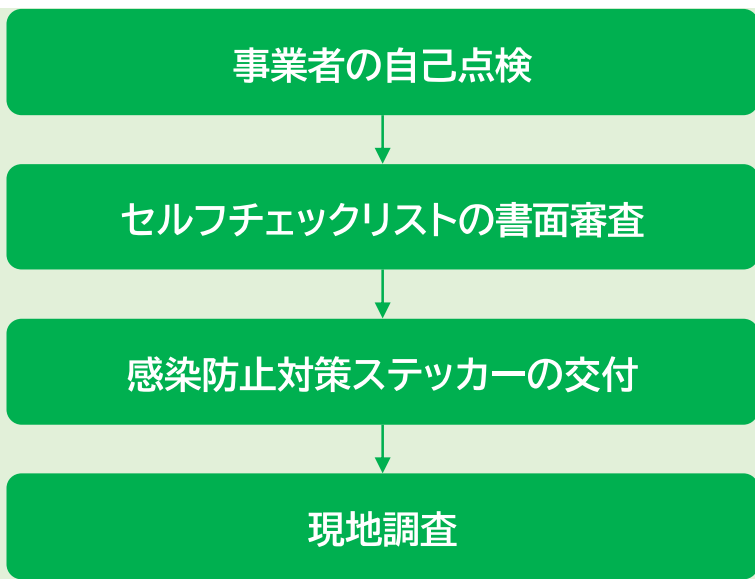 事業者の自己点検
セルフチェックリストの書面審査
感染防止対策ステッカーの交付
現地調査